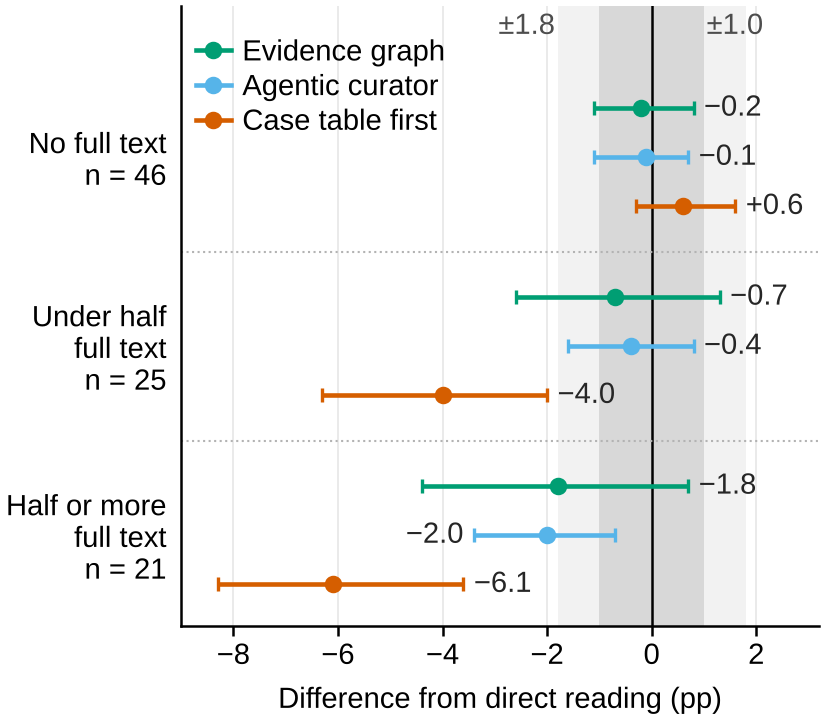 ±1.8
±1.0
Evidence graph
Agentic curator
Case table first
No full text
n = 46
−0.2
−0.1
+0.6
Under half
full text
n = 25
−0.7
−0.4
−4.0
Half or more
full text
n = 21
−1.8
−2.0
−6.1
−8
−6
−4
−2
0
2
Difference from direct reading (pp)